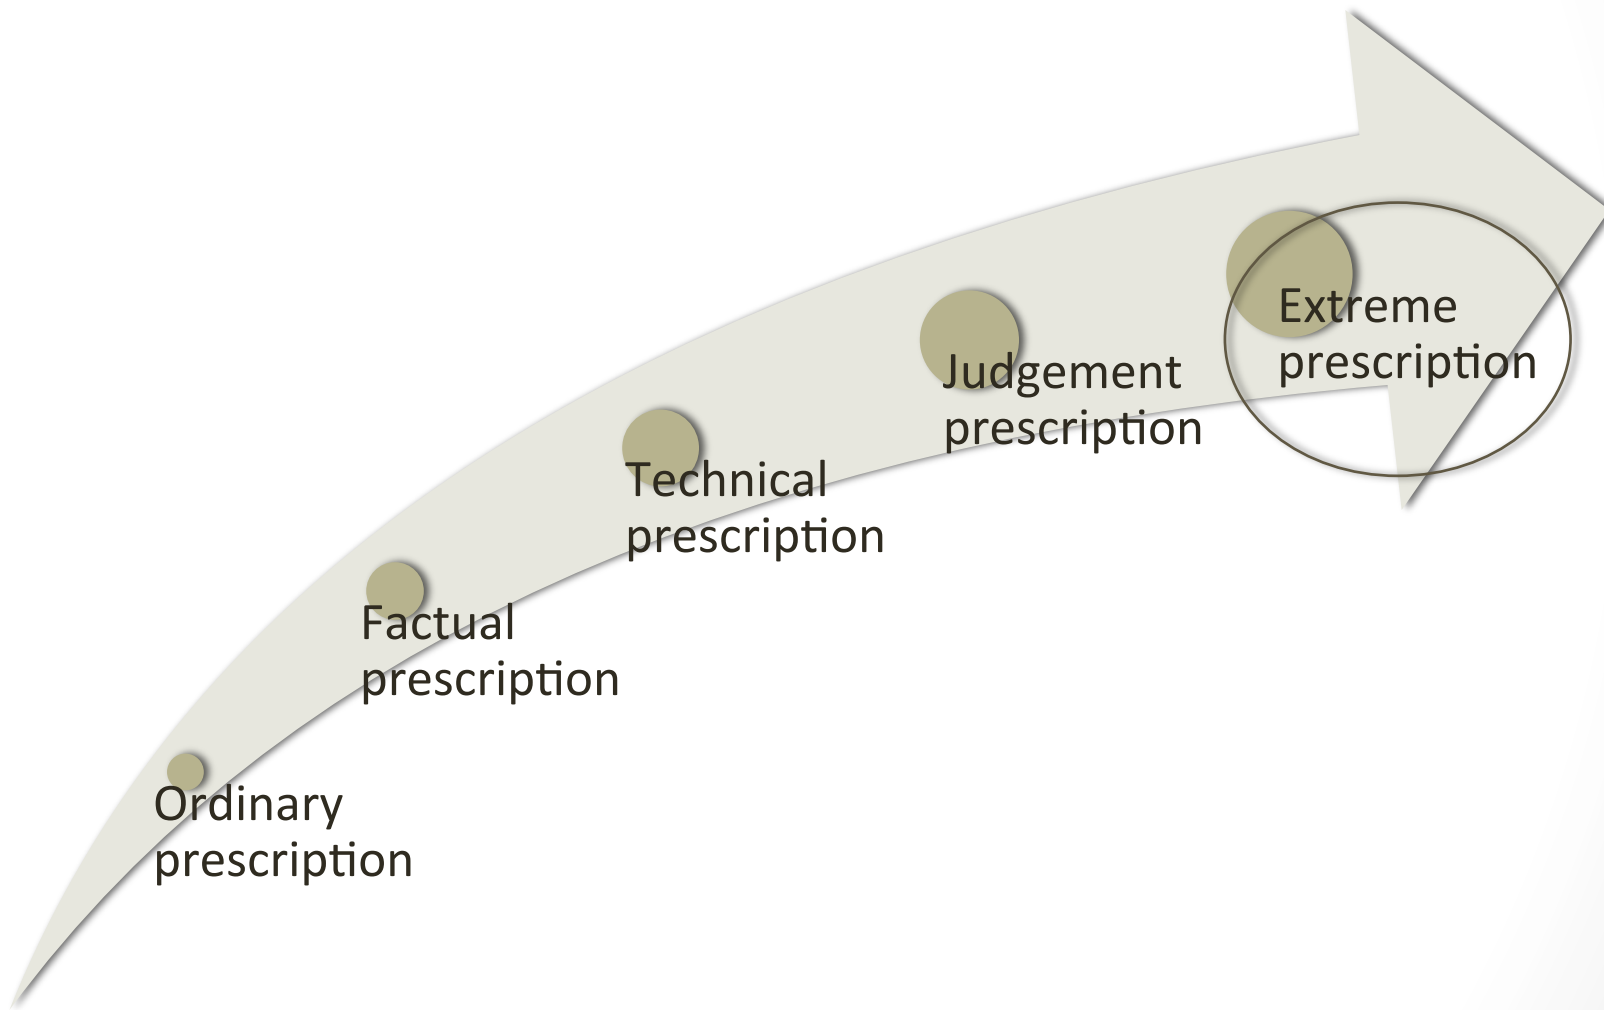 Extreme
prescription
Judgement
prescription
Technical
prescription
Factual
prescription
Ordinary
prescription